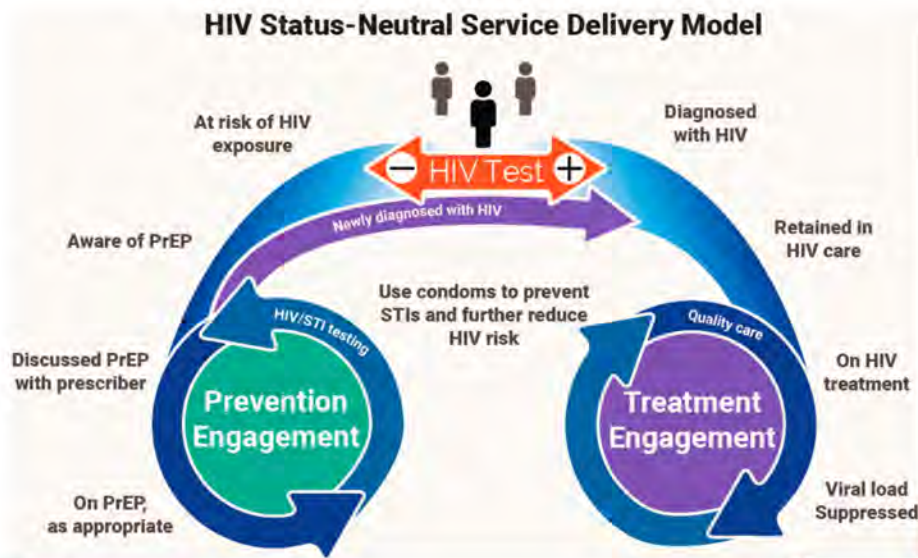 HIV Status-Neutral Service Delivery Model
At risk of HIV
exposure
Diagnosed
with HIV
− HIV Test +
Newly diagnosed with HIV
Aware of PrEP
Retained in
HIV care
Use condoms to prevent
STIs and further reduce
HIV risk
HIV/STI testing
Quality care
Discussed PrEP
with prescriber
On HIV
treatment
Prevention
Engagement
Treatment
Engagement
On PrEP,
as appropriate
Viral load
Suppressed